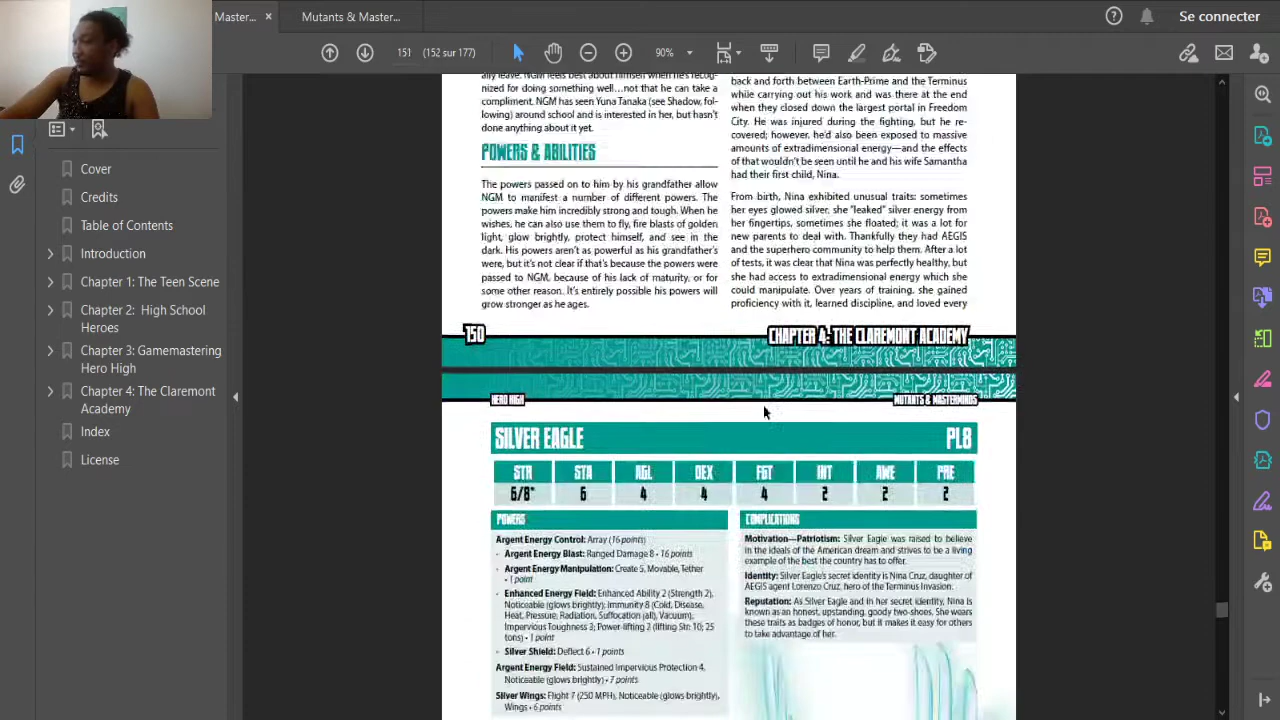 Master... ×
Mutants & Master...
Se connecter
151
(152 sur 177)
90%
Cover
Credits
Table of Contents
Introduction
Chapter 1: The Teen Scene
Chapter 2: High School
Heroes
Chapter 3: Gamemastering
Hero High
Chapter 4: The Claremont
Academy
Index
License
ally leave. NGM feels best about himself when he's recog-
nized for doing something well...not that he can take a
compliment. NGM has seen Yuna Tanaka (see Shadow, fol-
lowing) around school and is interested in her, but hasn't
done anything about it yet.
POWERS & ABILITIES
The powers passed on to him by his grandfather allow
NGM to manifest a number of different powers. The
powers make him incredibly strong and tough. When he
wishes, he can also use them to fly, fire blasts of golden
light, glow brightly, protect himself, and see in the
dark. His powers aren't as powerful as his grandfather's
were, but it's not clear if that's because the powers were
passed to NGM, because of his lack of maturity, or for
some other reason. It's entirely possible his powers will
grow stronger as he ages.
back and forth between Earth-Prime and the Terminus
while carrying out his work and was there at the end
when they closed down the largest portal in Freedom
City. He was injured during the fighting, but he re-
covered; however, he'd also been exposed to massive
amounts of extradimensional energy—and the effects
of that wouldn't be seen until he and his wife Samantha
had their first child, Nina.
From birth, Nina exhibited unusual traits: sometimes
her eyes glowed silver, she "leaked" silver energy from
her fingertips, sometimes she floated; it was a lot for
new parents to deal with. Thankfully they had AEGIS
and the superhero community to help them. After a lot
of tests, it was clear that Nina was perfectly healthy, but
she had access to extradimensional energy which she
could manipulate. Over years of training, she gained
proficiency with it, learned discipline, and loved every
150
CHAPTER 4: THE CLAREMONT ACADEMY
HERO HIGH
MUTANTS & MASTERMINDS
SILVER EAGLE PL8
STR STA AGL DEX FGT INT AWE PRE
6/8* 6 4 4 4 2 2 2
POWERS
Argent Energy Control: Array (16 points)
• Argent Energy Blast: Ranged Damage 8 • 16 points
• Argent Energy Manipulation: Create 5, Movable, Tether
• 1 point
• Enhanced Energy Field: Enhanced Ability 2 (Strength 2),
Noticeable (glows brightly); Immunity 8 (Cold, Disease,
Heat, Pressure, Radiation, Suffocation (all), Vacuum),
Impervious Toughness 3; Power-lifting 2 (lifting Str: 10; 25
tons) • 1 point
• Silver Shield: Deflect 6 • 1 points
Argent Energy Field: Sustained Impervious Protection 4,
Noticeable (glows brightly) • 7 points
Silver Wings: Flight 7 (250 MPH), Noticeable (glows brightly),
Wings • 6 points
COMPLICATIONS
Motivation—Patriotism: Silver Eagle was raised to believe
in the ideals of the American dream and strives to be a living
example of the best the country has to offer.
Identity: Silver Eagle's secret identity is Nina Cruz, daughter of
AEGIS agent Lorenzo Cruz, hero of the Terminus Invasion.
Reputation: As Silver Eagle and in her secret identity, Nina is
known as an honest, upstanding, goody two-shoes. She wears
these traits as badges of honor, but it makes it easy for others
to take advantage of her.